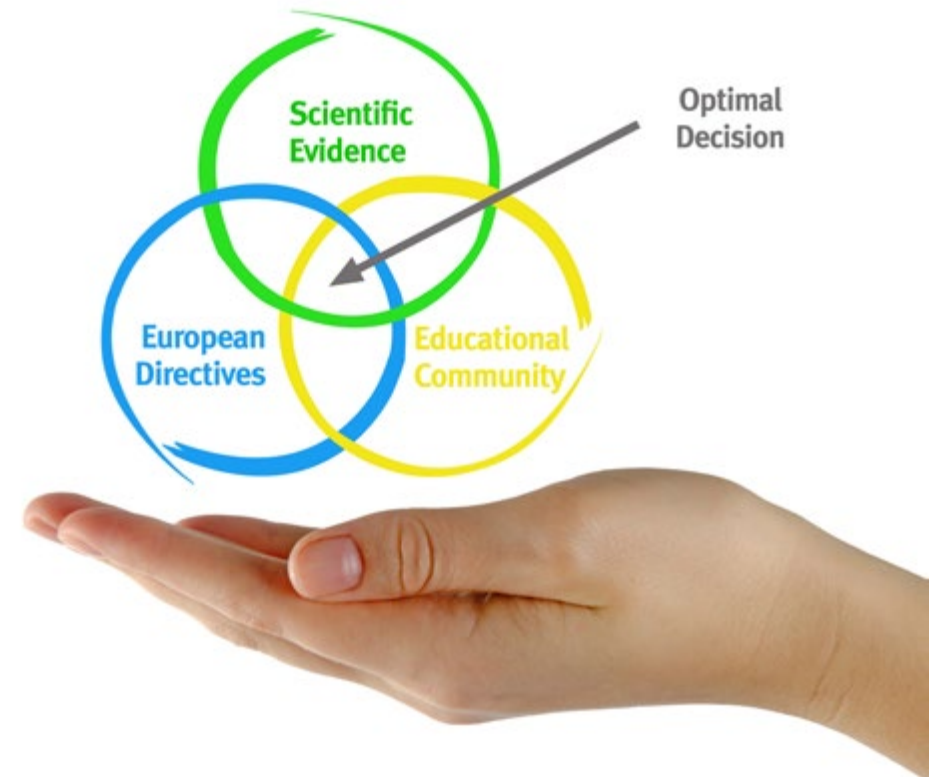 Scientific
Evidence
Optimal
Decision
European
Directives
Educational
Community